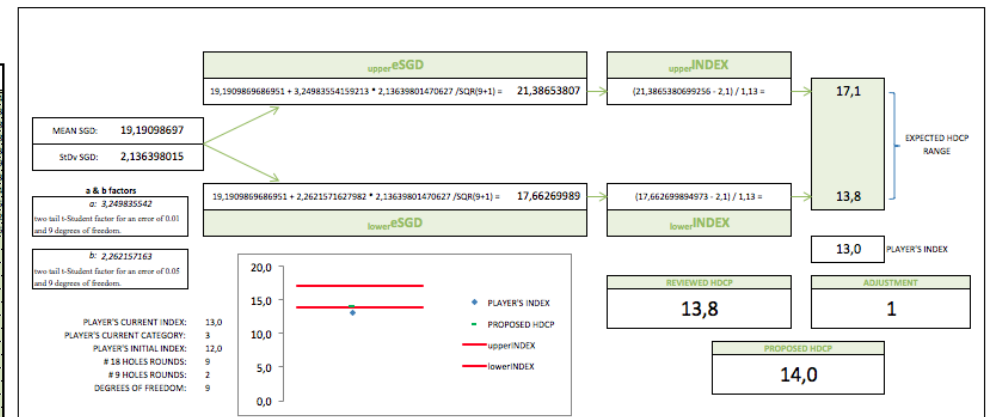 uppereSGD
upperINDEX
19,1909869686951 + 3,24983554159213 * 2,13639801470627 /SQR(9+1) = 21,38653807
(21,3865380699256 - 2,1) / 1,13 =
17,1
MEAN SGD: 19,19098697
StDv SGD: 2,136398015
EXPECTED HDCP
RANGE
19,1909869686951 + 2,2621571627982 * 2,13639801470627 /SQR(9+1) = 17,66269989
(17,662699894973 - 2,1) / 1,13 =
13,8
lowereSGD
lowerINDEX
a & b factors
a: 3,249835542
two tail t-Student factor for an error of 0.01
and 9 degrees of freedom.
b: 2,262157163
two tail t-Student factor for an error of 0.05
and 9 degrees of freedom.
13,0 PLAYER'S INDEX
20,0
15,0
10,0
5,0
0,0
PLAYER'S INDEX
PROPOSED HDCP
upperINDEX
lowerINDEX
REVIEWED HDCP
13,8
ADJUSTMENT
1
PROPOSED HDCP
14,0
PLAYER'S CURRENT INDEX: 13,0
PLAYER'S CURRENT CATEGORY: 3
PLAYER'S INITIAL INDEX: 12,0
# 18 HOLES ROUNDS: 9
# 9 HOLES ROUNDS: 2
DEGREES OF FREEDOM: 9